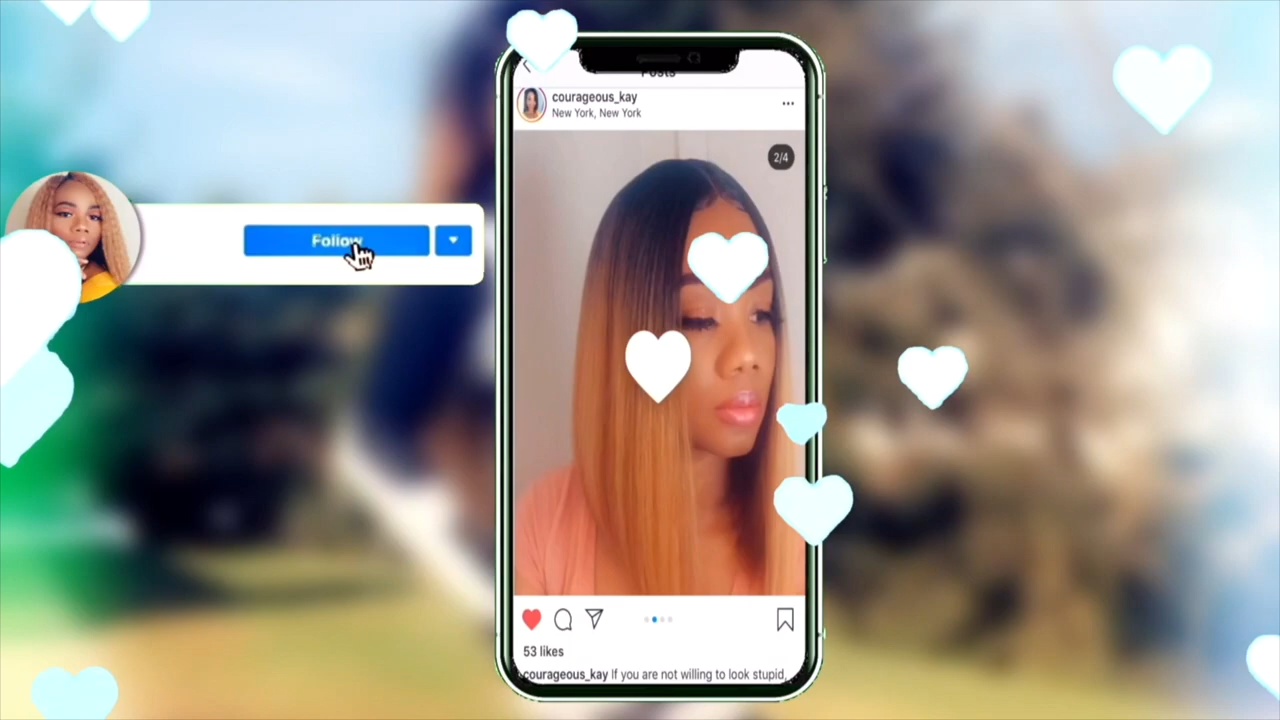 Posts
courageous_kay
New York, New York
2/4
Follow
53 likes
courageous_kay If you are not willing to look stupid,